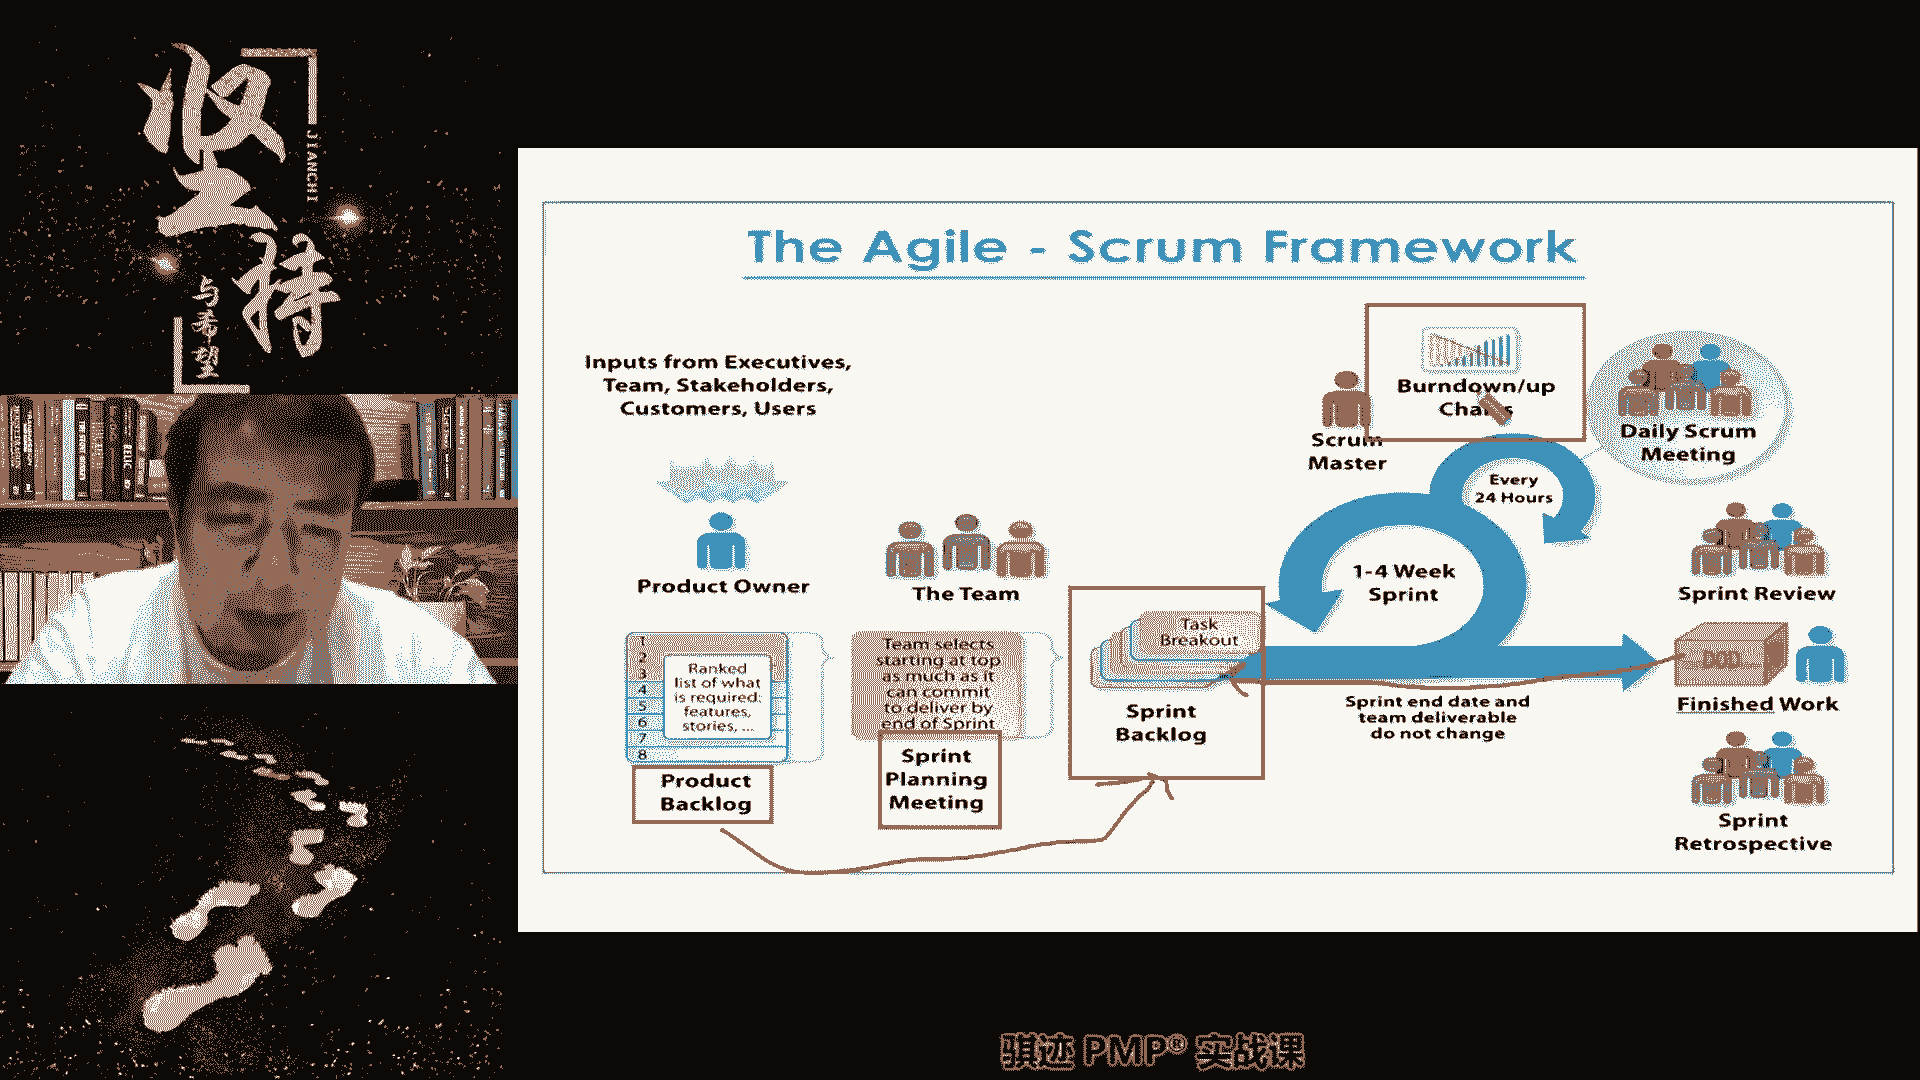 坚持
JIANCHI
与希望
The Agile - Scrum Framework
Inputs from Executives,
Team, Stakeholders,
Customers, Users
Product Owner
The Team
1
2
3
4
5
6
7
8
Ranked
list of what
is required:
features,
stories, ...
Product
Backlog
Team selects
starting at top
as much as it
can commit
to deliver by
end of Sprint
Sprint
Planning
Meeting
Task
Breakout
Sprint
Backlog
Scrum
Master
Burndown/up
Charts
Every
24 Hours
1-4 Week
Sprint
Sprint end date and
team deliverable
do not change
Daily Scrum
Meeting
Sprint Review
DOD
Finished Work
Sprint
Retrospective
骐迹 PMP® 实战课